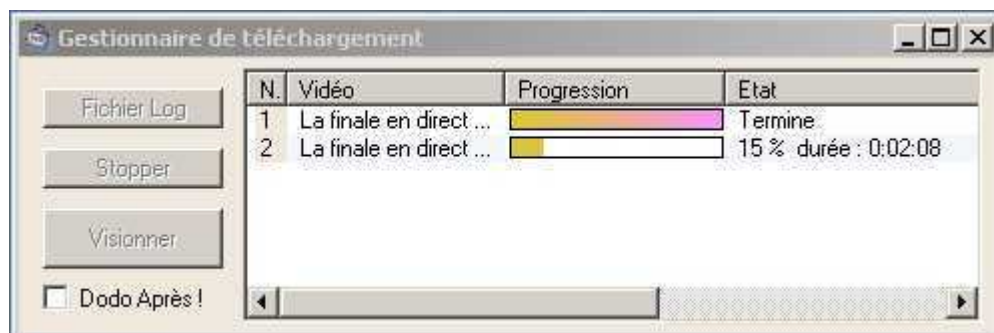 Gestionnaire de téléchargement
Fichier Log
Stopper
Visionner
Dodo Après !
N. Vidéo Progression Etat
1 La finale en direct ... Termine
2 La finale en direct ... 15 % durée : 0:02:08